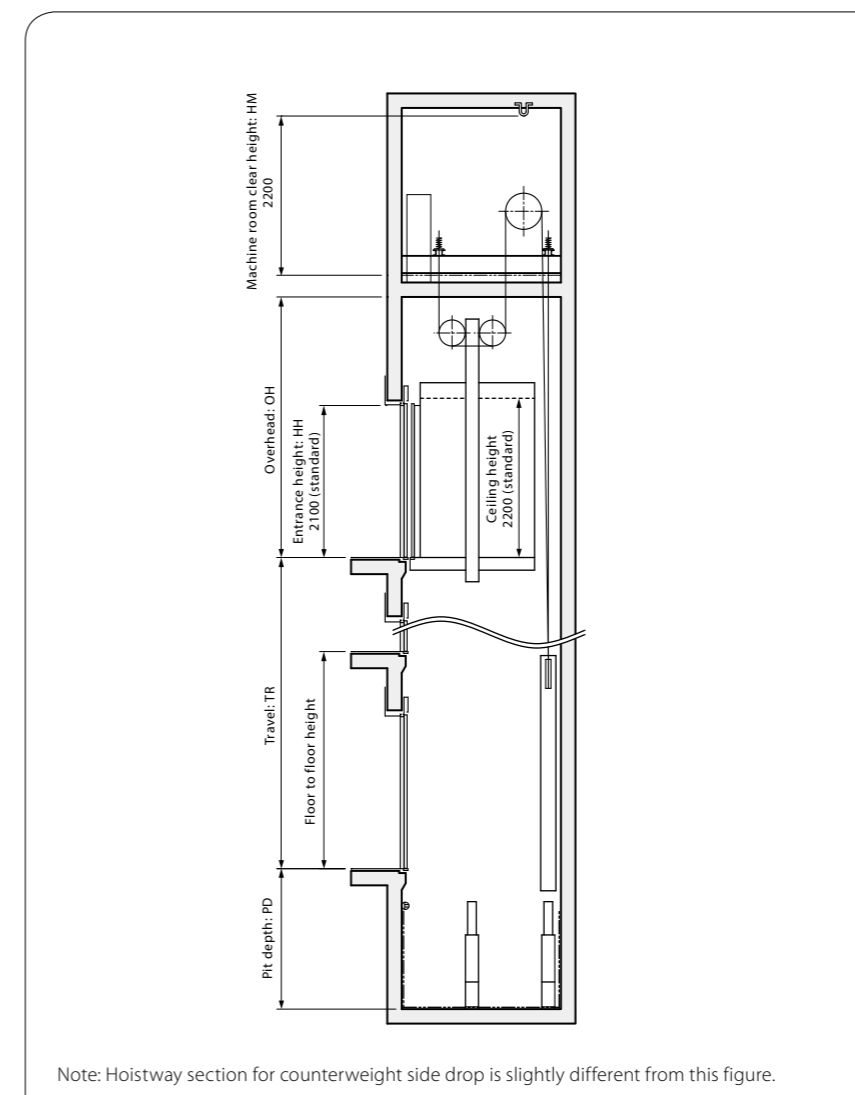 Machine room clear height: HM
2200
Overhead: OH
Entrance height: HH
2100 (standard)
Ceiling height
2200 (standard)
Travel: TR
Floor to floor height
Pit depth: PD
Note: Hoistway section for counterweight side drop is slightly different from this figure.